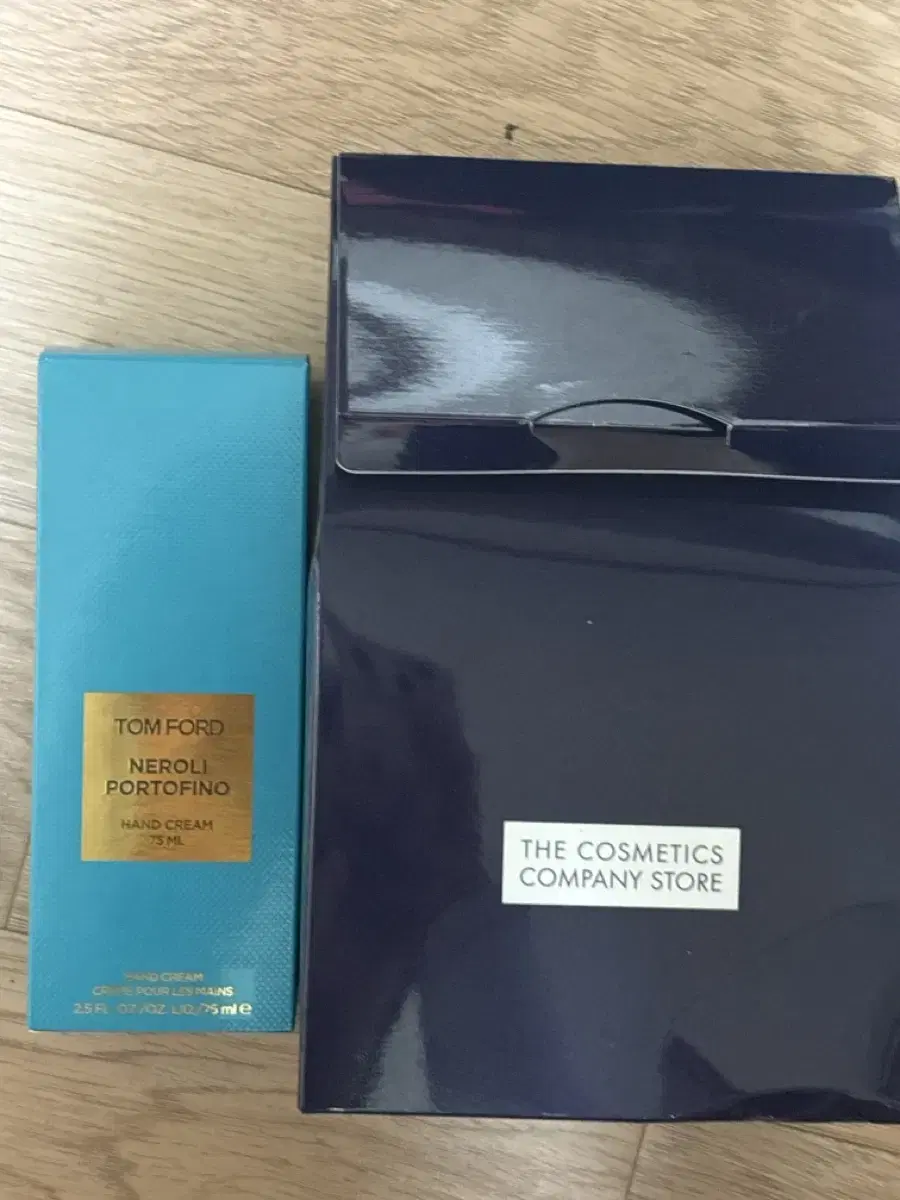 TOM FORD
NEROLI
PORTOFINO
HAND CREAM
75 ML
HAND CREAM
CRÈME POUR LES MAINS
2.5 FL. OZ./OZ. LIQ./75 ml e
THE COSMETICS
COMPANY STORE